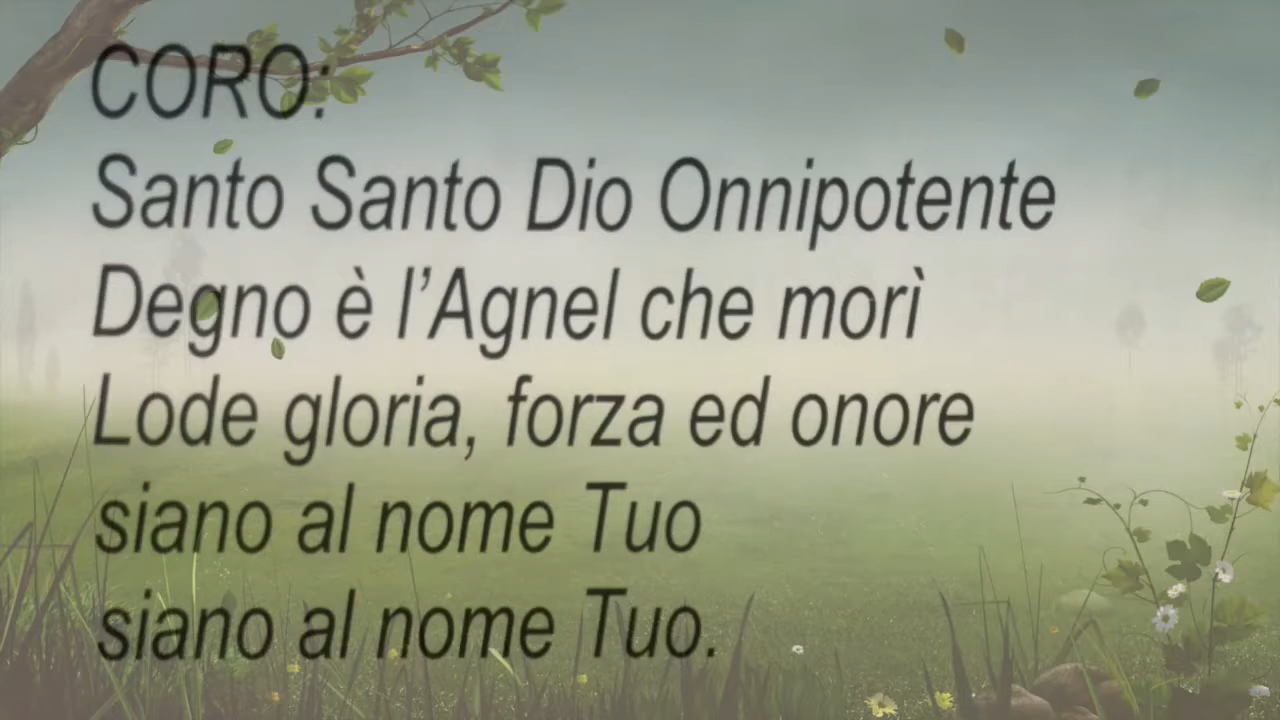 CORO:
Santo Santo Dio Onnipotente
Degno è l’Agnel che morì
Lode gloria, forza ed onore
siano al nome Tuo
siano al nome Tuo.